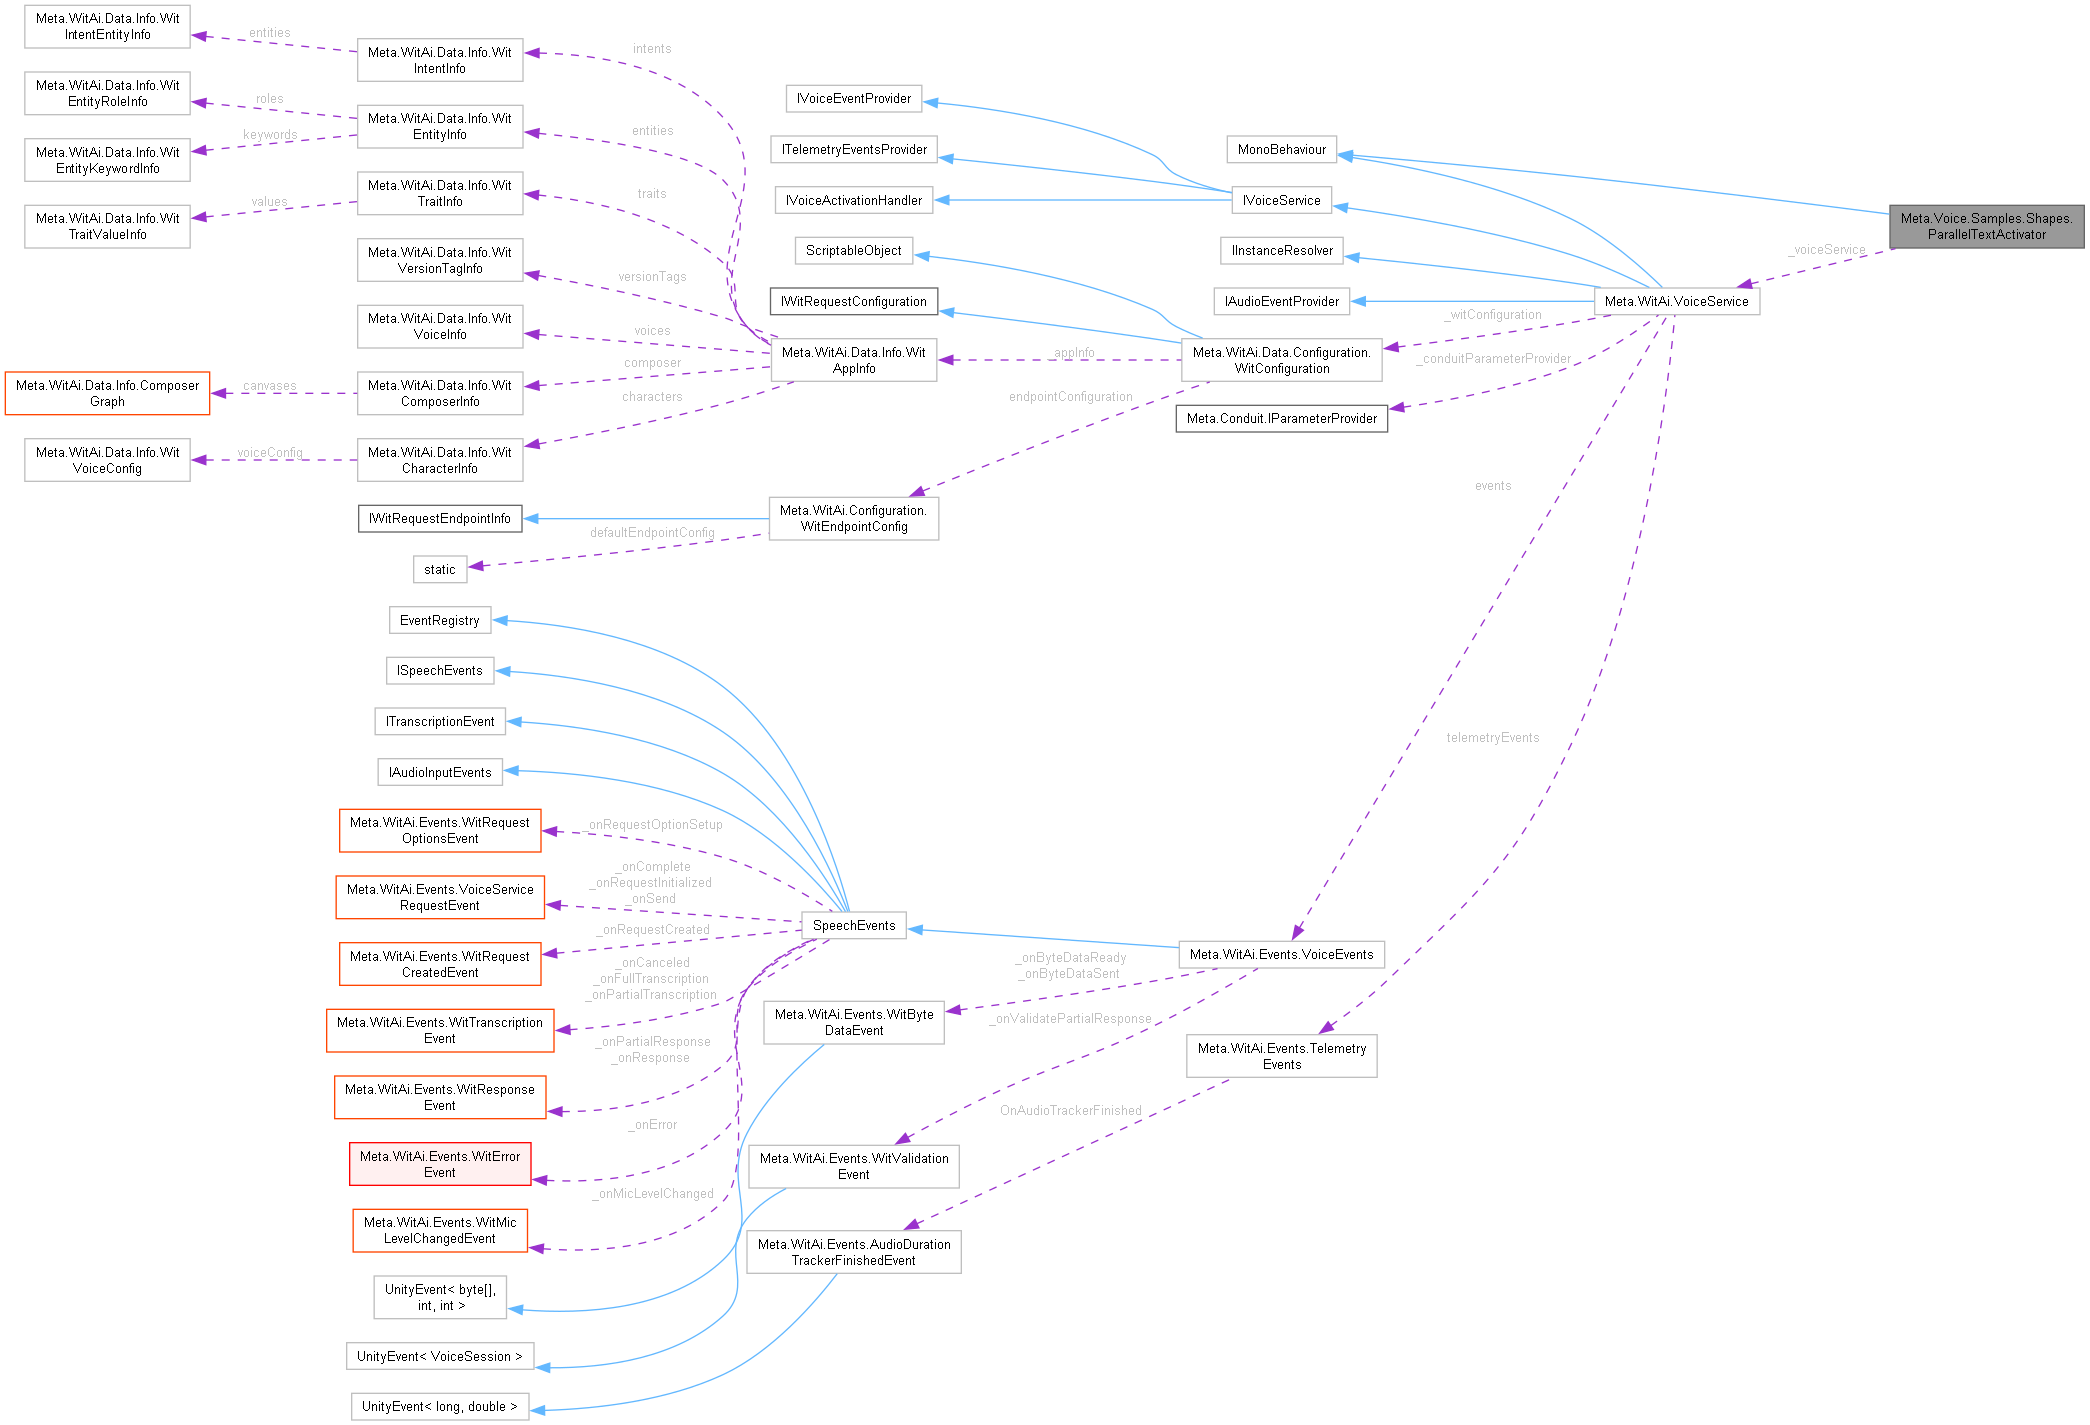 Meta.WitAi.Data.Info.Wit
IntentEntityInfo
entities
Meta.WitAi.Data.Info.Wit
IntentInfo
intents
Meta.WitAi.Data.Info.Wit
EntityRoleInfo
roles
Meta.WitAi.Data.Info.Wit
EntityInfo
entities
keywords
Meta.WitAi.Data.Info.Wit
EntityKeywordInfo
Meta.WitAi.Data.Info.Wit
TraitInfo
traits
values
Meta.WitAi.Data.Info.Wit
TraitValueInfo
Meta.WitAi.Data.Info.Wit
VersionTagInfo
versionTags
Meta.WitAi.Data.Info.Wit
VoiceInfo
voices
Meta.WitAi.Data.Info.Composer
Graph
canvases
Meta.WitAi.Data.Info.Wit
ComposerInfo
composer
characters
Meta.WitAi.Data.Info.Wit
VoiceConfig
voiceConfig
Meta.WitAi.Data.Info.Wit
CharacterInfo
IVoiceEventProvider
ITelemetryEventsProvider
IVoiceActivationHandler
ScriptableObject
IWitRequestConfiguration
Meta.WitAi.Data.Info.Wit
AppInfo
_appInfo
MonoBehaviour
IVoiceService
IInstanceResolver
IAudioEventProvider
Meta.WitAi.Data.Configuration.
WitConfiguration
Meta.Conduit.IParameterProvider
Meta.Voice.Samples.Shapes.
ParallelTextActivator
_voiceService
Meta.WitAi.VoiceService
_witConfiguration
_conduitParameterProvider
endpointConfiguration
events
telemetryEvents
IWitRequestEndpointInfo
Meta.WitAi.Configuration.
WitEndpointConfig
defaultEndpointConfig
static
EventRegistry
ISpeechEvents
ITranscriptionEvent
IAudioInputEvents
Meta.WitAi.Events.WitRequest
OptionsEvent
_onRequestOptionSetup
Meta.WitAi.Events.VoiceService
RequestEvent
_onComplete
_onRequestInitialized
_onSend
Meta.WitAi.Events.WitRequest
CreatedEvent
_onRequestCreated
SpeechEvents
Meta.WitAi.Events.VoiceEvents
Meta.WitAi.Events.WitTranscription
Event
_onCanceled
_onFullTranscription
_onPartialTranscription
_onByteDataReady
_onByteDataSent
Meta.WitAi.Events.WitByte
DataEvent
_onValidatePartialResponse
Meta.WitAi.Events.Telemetry
Events
Meta.WitAi.Events.WitResponse
Event
_onPartialResponse
_onResponse
OnAudioTrackerFinished
Meta.WitAi.Events.WitError
Event
_onError
Meta.WitAi.Events.WitValidation
Event
Meta.WitAi.Events.WitMic
LevelChangedEvent
_onMicLevelChanged
Meta.WitAi.Events.AudioDuration
TrackerFinishedEvent
UnityEvent< byte[],
int, int >
UnityEvent< VoiceSession >
UnityEvent< long, double >